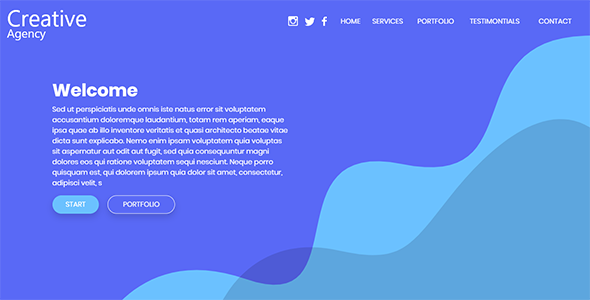 Creative
Agency
HOME SERVICES PORTFOLIO TESTIMONTIALS CONTACT
Welcome
Sed ut perspiciatis unde omnis iste natus error sit voluptatem
accusantium doloremque laudantium, totam rem aperiam, eaque
ipsa quae ab illo inventore veritatis et quasi architecto beatae vitae
dicta sunt explicabo. Nemo enim ipsam voluptatem quia voluptas
sit aspernatur aut odit aut fugit, sed quia consequuntur magni
dolores eos qui ratione voluptatem sequi nesciunt. Neque porro
quisquam est, qui dolorem ipsum quia dolor sit amet, consectetur,
adipisci velit, s
START PORTFOLIO